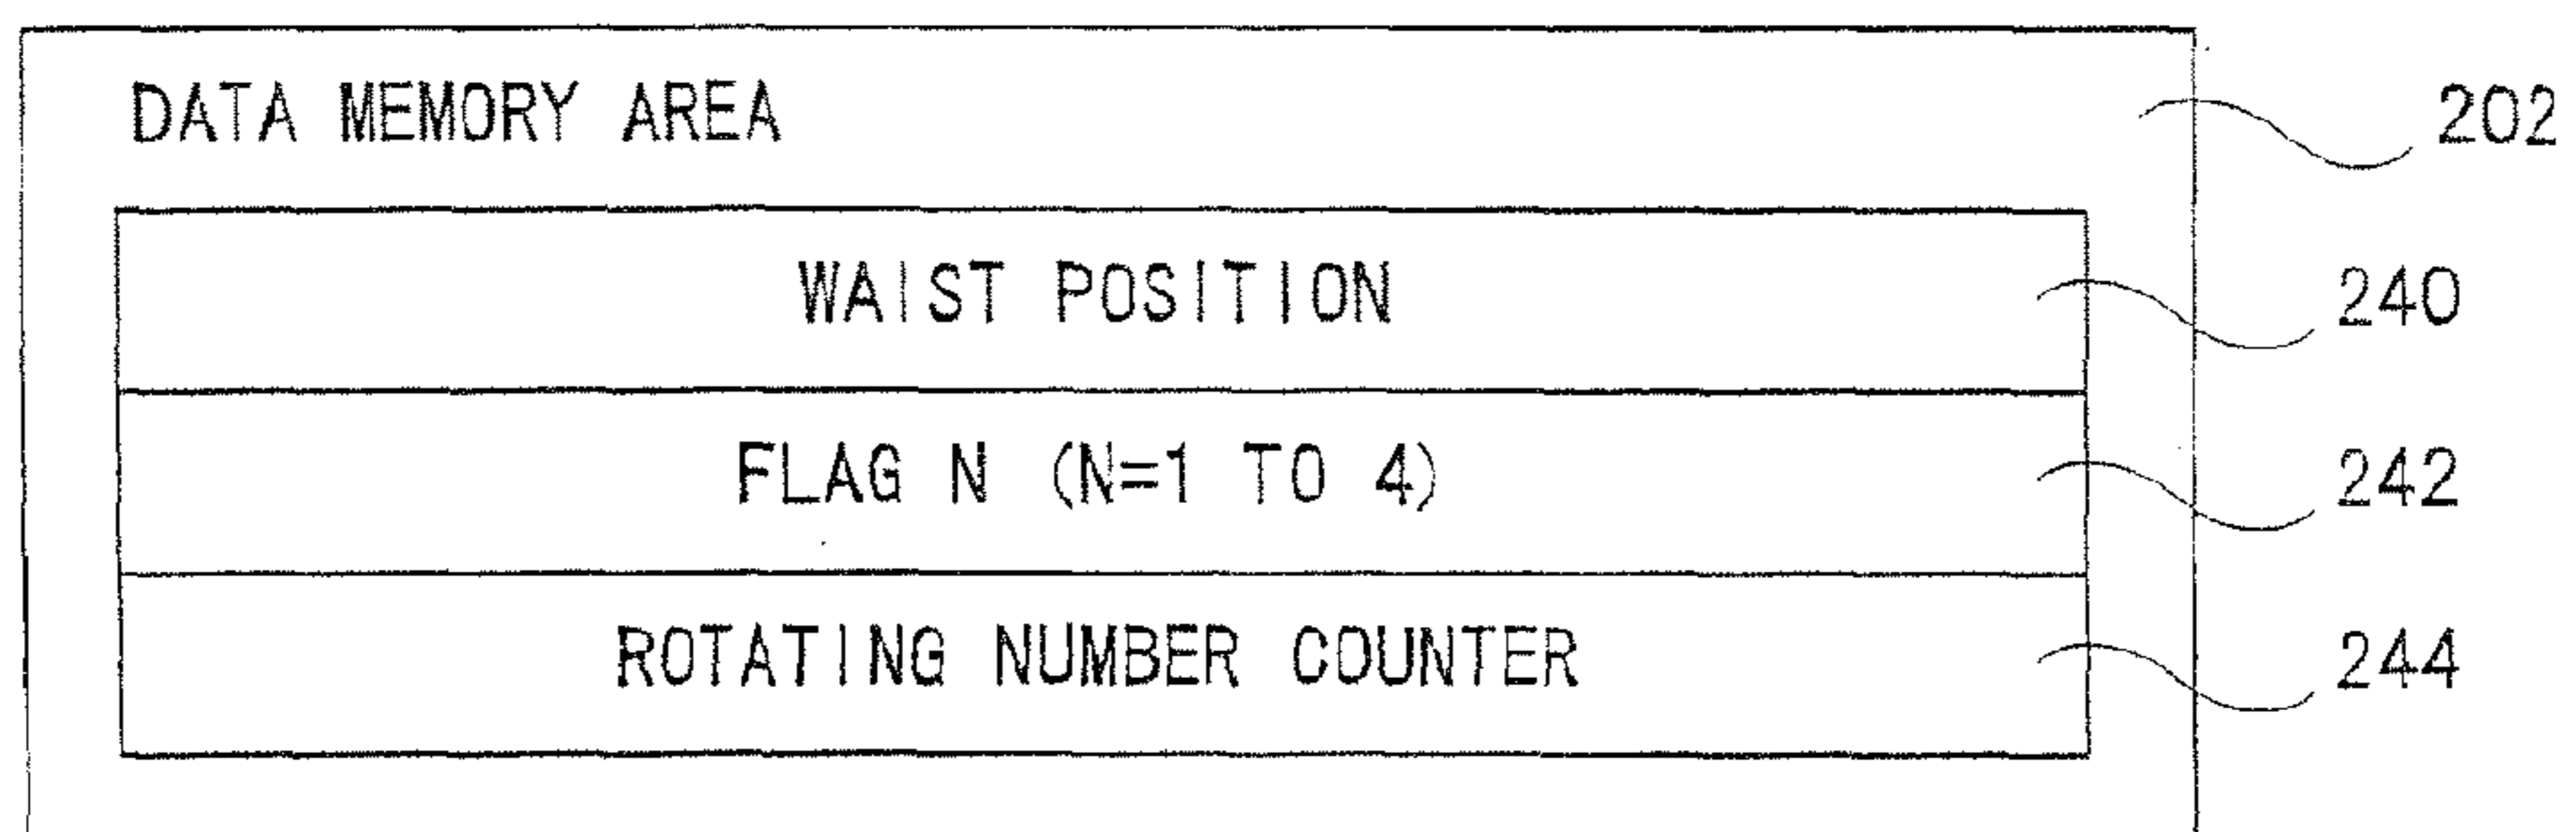 DATA MEMORY AREA 202
WAIST POSITION 240
FLAG N (N=1 TO 4) 242
ROTATING NUMBER COUNTER 244